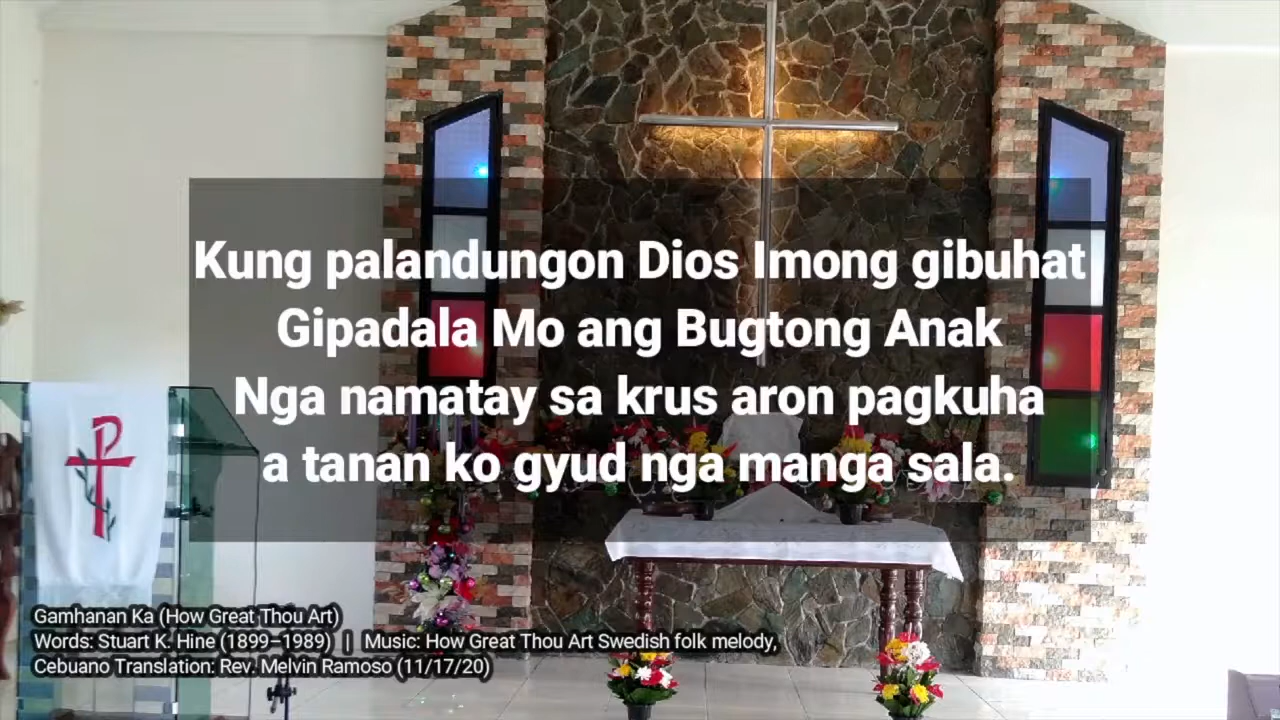 Kung palandungon Dios Imong gibuhat
Gipadala Mo ang Bugtong Anak
Nga namatay sa krus aron pagkuha
a tanan ko gyud nga manga sala.
Gamhanan Ka (How Great Thou Art)
Words: Stuart K. Hine (1899–1989) | Music: How Great Thou Art Swedish folk melody,
Cebuano Translation: Rev. Melvin Ramoso (11/17/20)